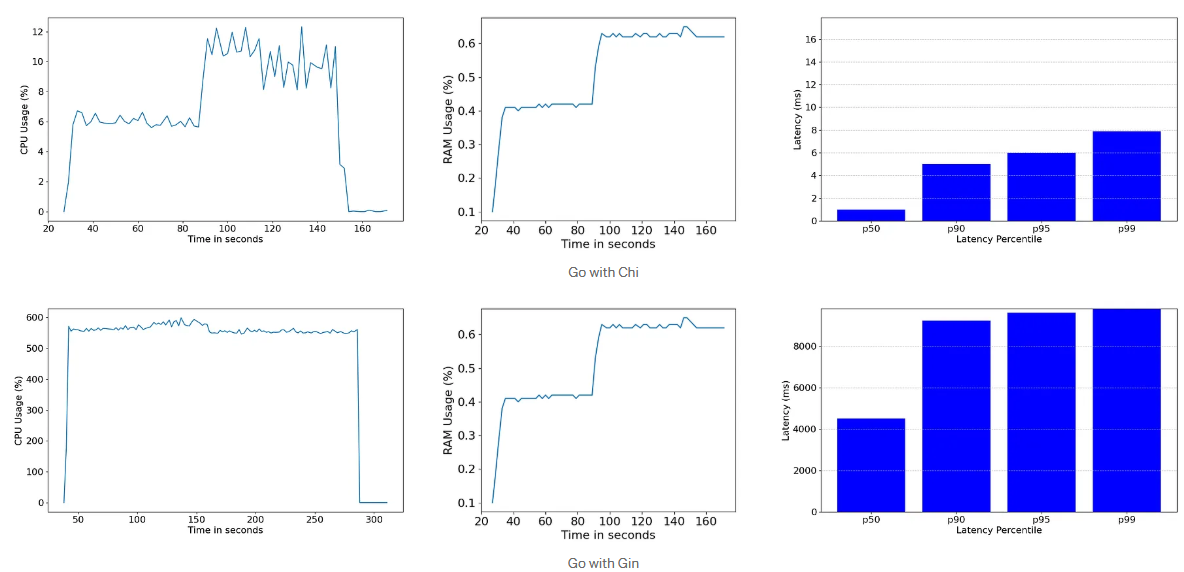 CPU Usage (%)
12
10
8
6
4
2
0
20 40 60 80 100 120 140 160
Time in seconds
RAM Usage (%)
0.6
0.5
0.4
0.3
0.2
0.1
20 40 60 80 100 120 140 160
Time in seconds
Latency (ms)
16
14
12
10
8
6
4
2
0
p50 p90 p95 p99
Latency Percentile
Go with Chi
CPU Usage (%)
600
500
400
300
200
100
0
50 100 150 200 250 300
Time in seconds
RAM Usage (%)
0.6
0.5
0.4
0.3
0.2
0.1
20 40 60 80 100 120 140 160
Time in seconds
Latency (ms)
8000
6000
4000
2000
0
p50 p90 p95 p99
Latency Percentile
Go with Gin